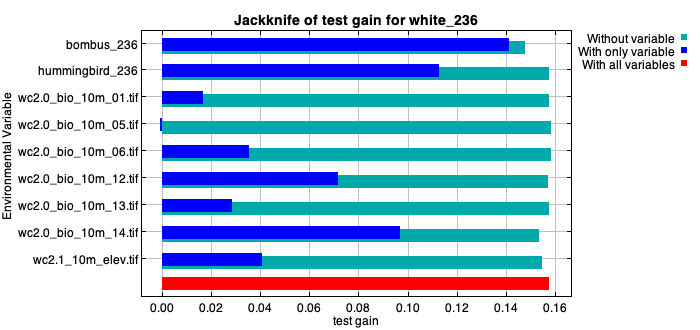 Jackknife of test gain for white_236
Without variable
With only variable
With all variables
Environmental Variable
bombus_236
hummingbird_236
wc2.0_bio_10m_01.tif
wc2.0_bio_10m_05.tif
wc2.0_bio_10m_06.tif
wc2.0_bio_10m_12.tif
wc2.0_bio_10m_13.tif
wc2.0_bio_10m_14.tif
wc2.1_10m_elev.tif
0.00 0.02 0.04 0.06 0.08 0.10 0.12 0.14 0.16
test gain